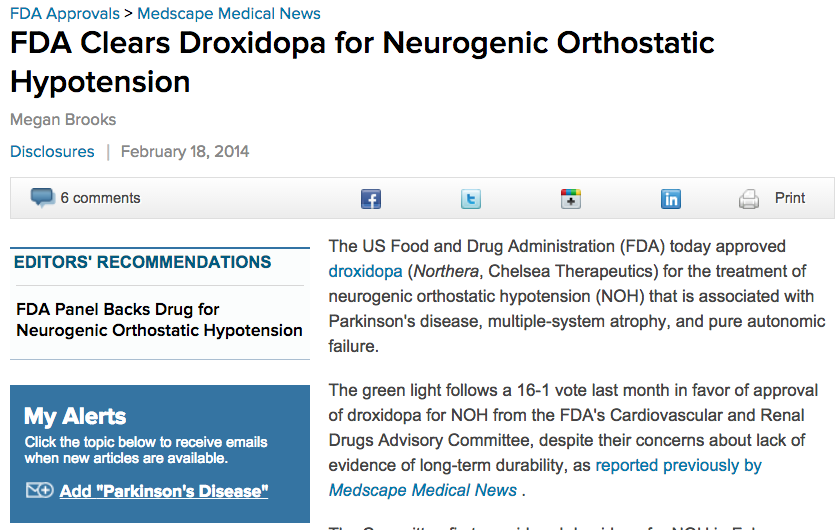 FDA Approvals > Medscape Medical News
FDA Clears Droxidopa for Neurogenic Orthostatic
Hypotension
Megan Brooks
Disclosures | February 18, 2014
6 comments
Print
EDITORS' RECOMMENDATIONS
FDA Panel Backs Drug for
Neurogenic Orthostatic Hypotension
My Alerts
Click the topic below to receive emails
when new articles are available.
Add "Parkinson's Disease"
The US Food and Drug Administration (FDA) today approved
droxidopa (Northera, Chelsea Therapeutics) for the treatment of
neurogenic orthostatic hypotension (NOH) that is associated with
Parkinson's disease, multiple-system atrophy, and pure autonomic
failure.
The green light follows a 16-1 vote last month in favor of approval
of droxidopa for NOH from the FDA's Cardiovascular and Renal
Drugs Advisory Committee, despite their concerns about lack of
evidence of long-term durability, as reported previously by
Medscape Medical News .